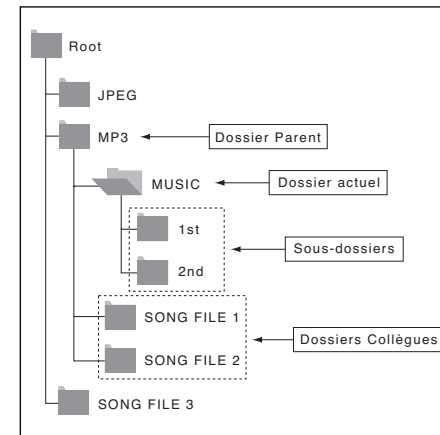 Root
JPEG
MP3
Dossier Parent
MUSIC
Dossier actuel
1st
Sous-dossiers
2nd
SONG FILE 1
Dossiers Collègues
SONG FILE 2
SONG FILE 3